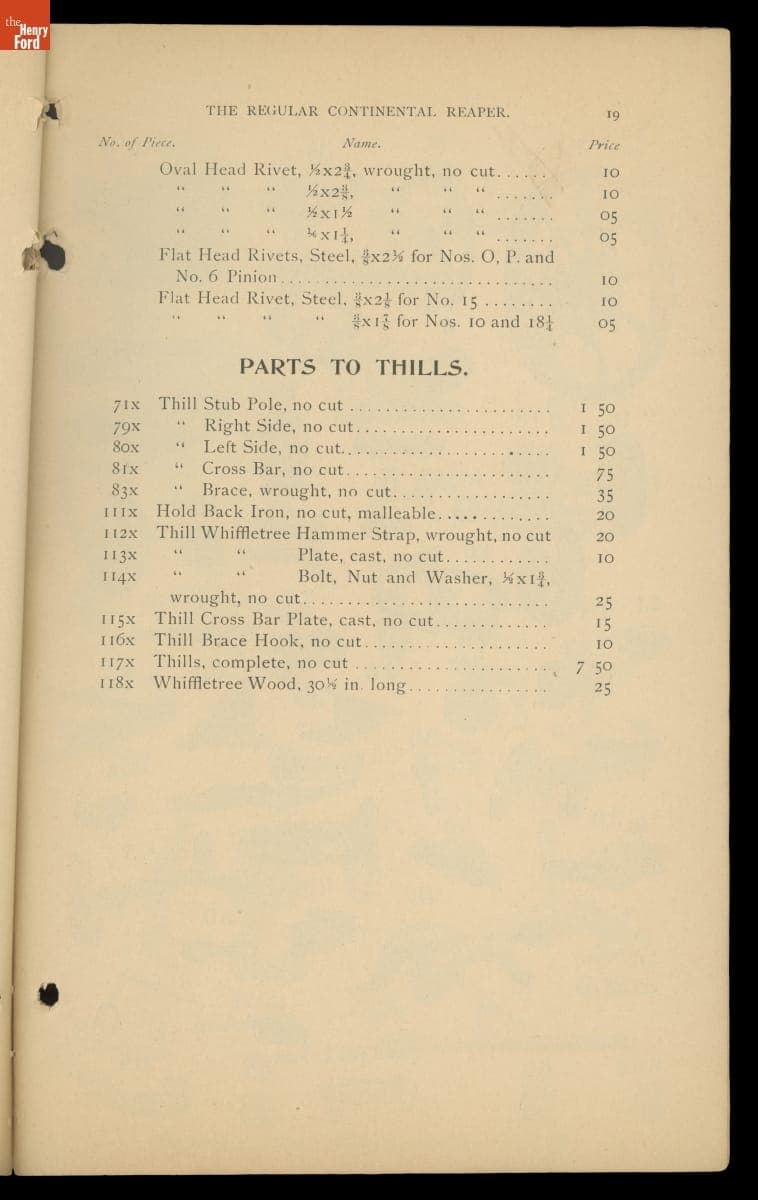 the
Henry
Ford
THE REGULAR CONTINENTAL REAPER. 19
No. of Piece. Name. Price
Oval Head Rivet, ½x2¾, wrought, no cut...... 10
“ “ “ ½x2⅜, “ “ “ ....... 10
“ “ “ ½x1½ “ “ “ ....... 05
“ “ “ x1¼, “ “ “ ....... 05
Flat Head Rivets, Steel, ⅜x2½ for Nos. O, P. and
No. 6 Pinion............................... 10
Flat Head Rivet, Steel, ⅜x2⅛ for No. 15 ........ 10
“ “ “ “ ⅜x1⅞ for Nos. 10 and 18¼ 05
PARTS TO THILLS.
71x Thill Stub Pole, no cut ....................... 1 50
79x “ Right Side, no cut...................... 1 50
80x “ Left Side, no cut........................ 1 50
81x “ Cross Bar, no cut........................ 75
83x “ Brace, wrought, no cut.................. 35
111x Hold Back Iron, no cut, malleable............. 20
112x Thill Whiffletree Hammer Strap, wrought, no cut 20
113x “ “ Plate, cast, no cut............ 10
114x “ “ Bolt, Nut and Washer, x1¾,
wrought, no cut............................ 25
115x Thill Cross Bar Plate, cast, no cut............. 15
116x Thill Brace Hook, no cut..................... 10
117x Thills, complete, no cut ...................... 7 50
118x Whiffletree Wood, 30½ in. long................ 25